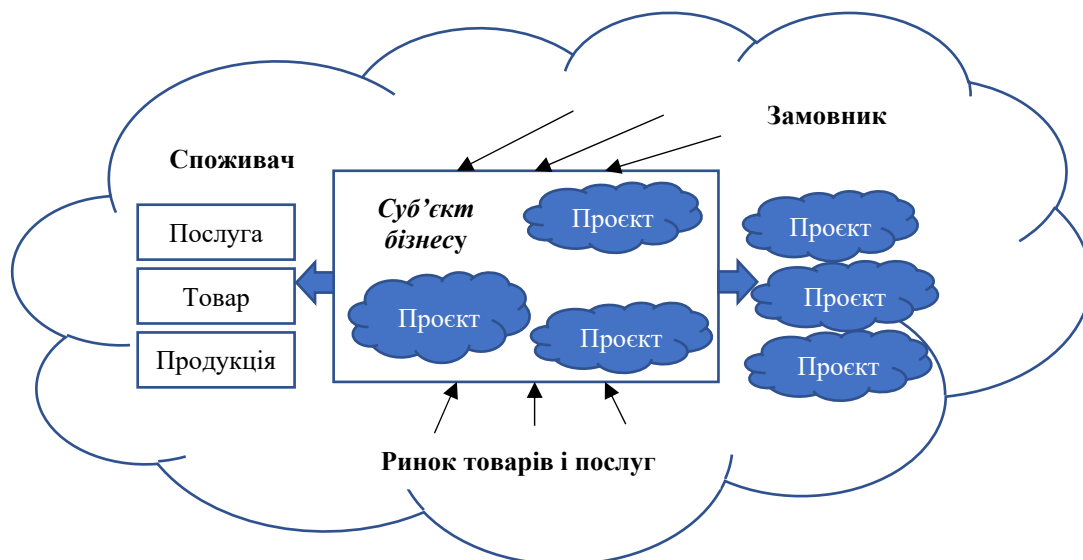 Замовник
Споживач
Послуга
Товар
Продукція
Суб’єкт
бізнесу
Проєкт
Проєкт
Проєкт
Проєкт
Проєкт
Проєкт
Ринок товарів і послуг